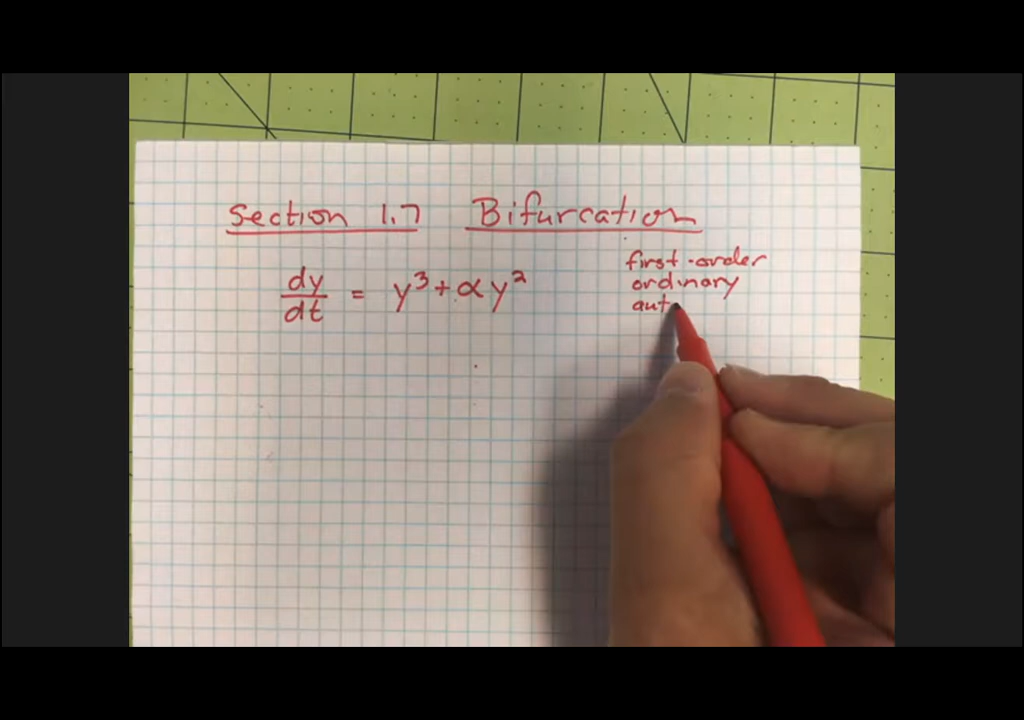 Section 1.7 Bifurcation
dy/dt = y³ + αy²
first-order
ordinary
aut